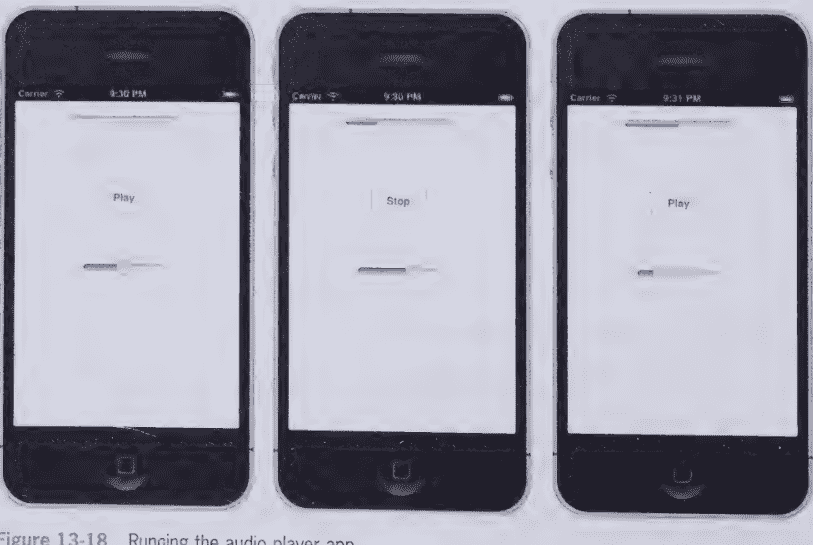 Carrier 9:30 PM
Play
Carrier 9:30 PM
Stop
Carrier 9:31 PM
Play
Figure 13-18 Running the audio player app